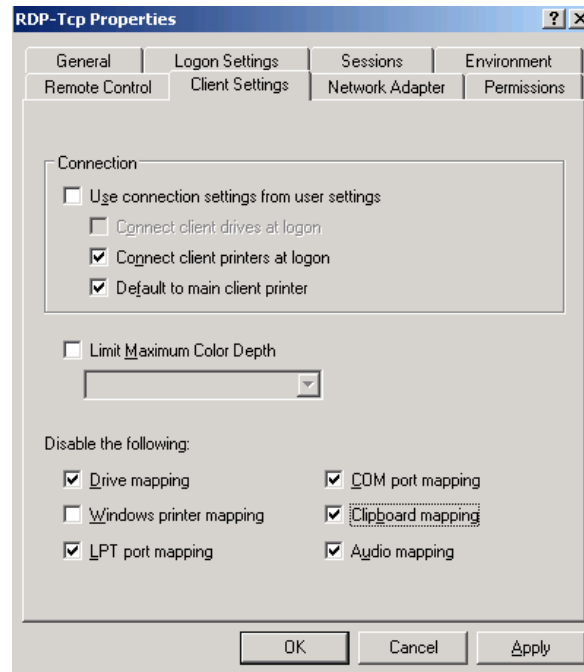 RDP-Tcp Properties
General Logon Settings Sessions Environment
Remote Control Client Settings Network Adapter Permissions
Connection
Use connection settings from user settings
Connect client drives at logon
Connect client printers at logon
Default to main client printer
Limit Maximum Color Depth
Disable the following:
Drive mapping COM port mapping
Windows printer mapping Clipboard mapping
LPT port mapping Audio mapping
OK Cancel Apply